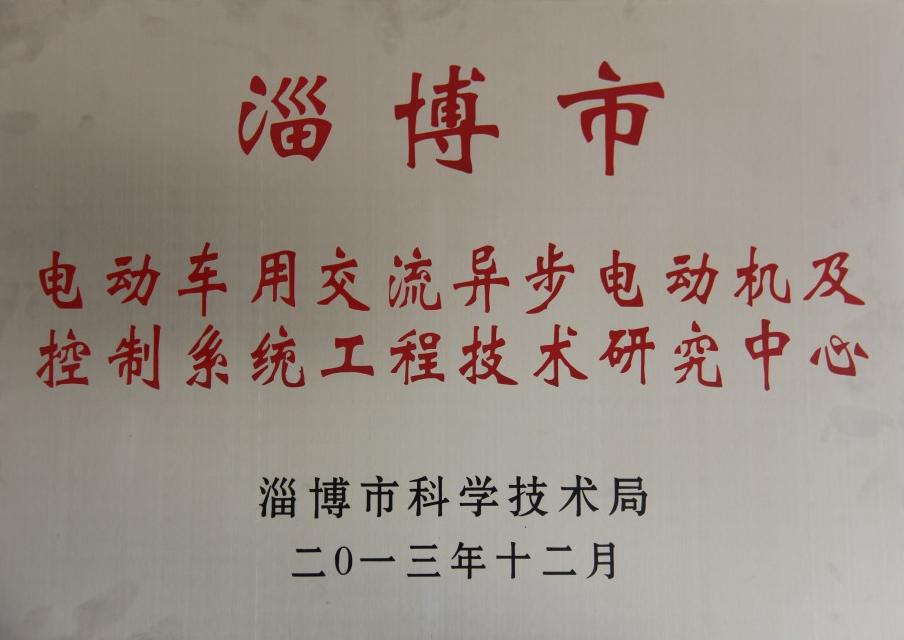 淄博市
电动车用交流异步电动机及
控制系统工程技术研究中心
淄博市科学技术局
二0一三年十二月